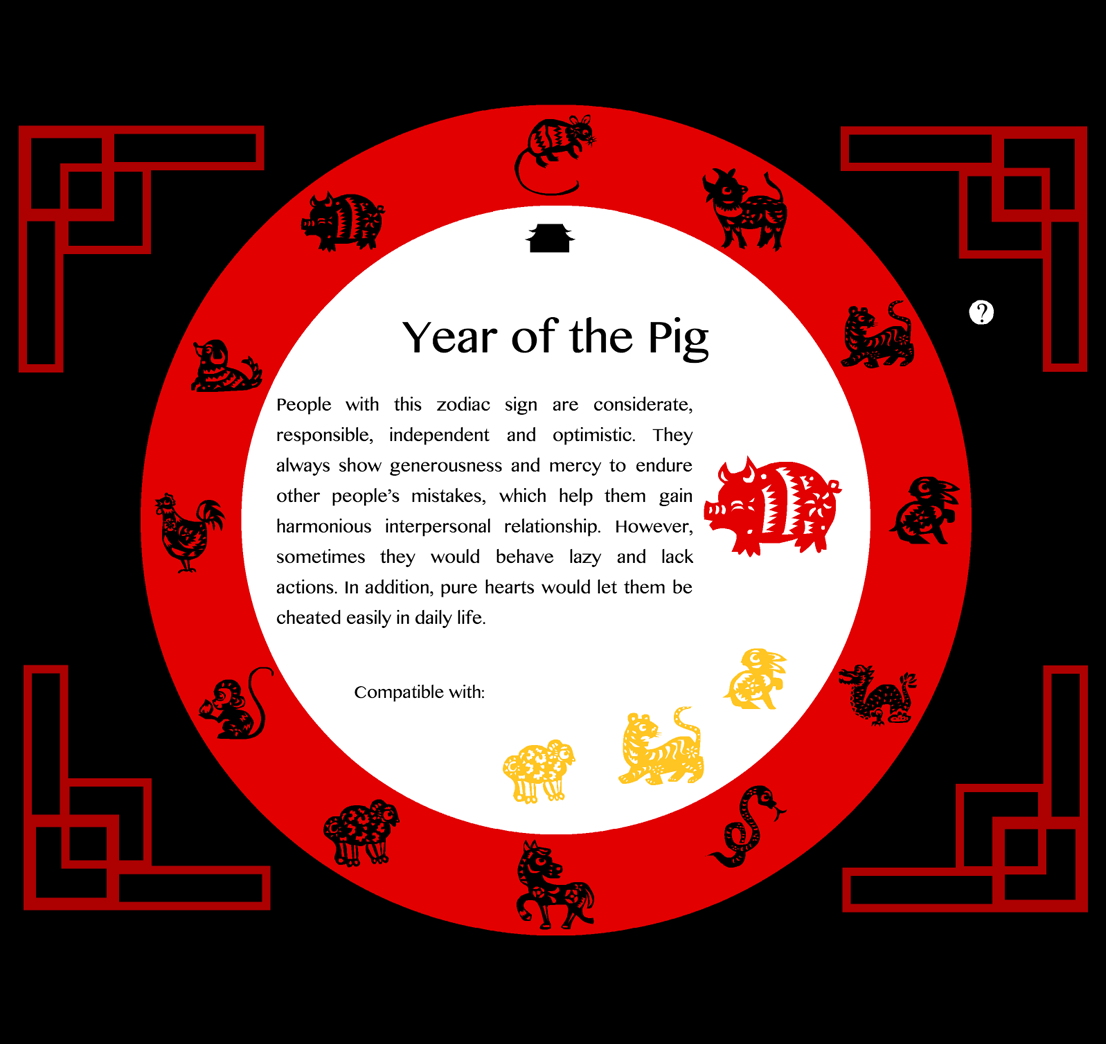 ?
Year of the Pig
People with this zodiac sign are considerate,
responsible, independent and optimistic. They
always show generousness and mercy to endure
other people’s mistakes, which help them gain
harmonious interpersonal relationship. However,
sometimes they would behave lazy and lack
actions. In addition, pure hearts would let them be
cheated easily in daily life.
Compatible with: